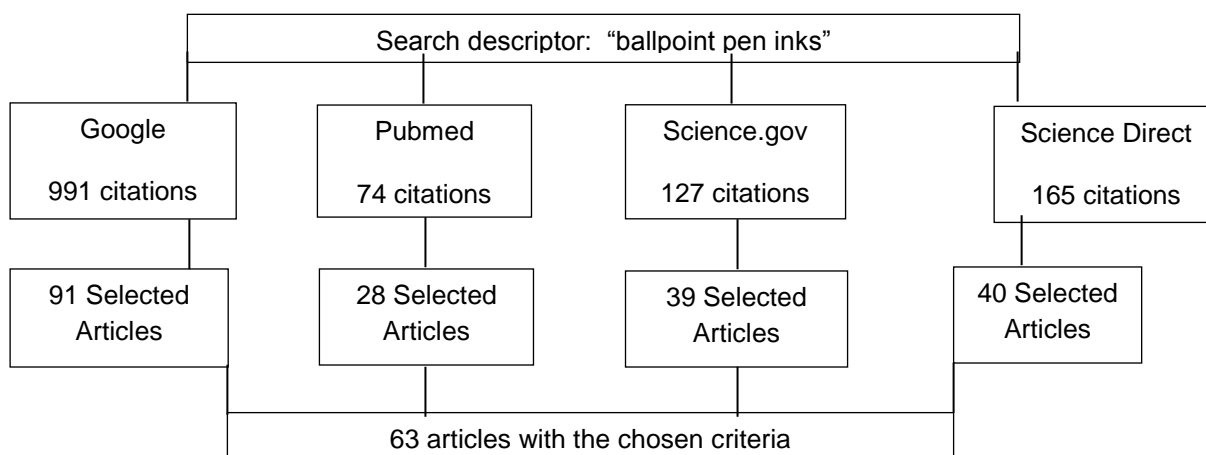 Search descriptor: “ballpoint pen inks”
Google
991 citations
Pubmed
74 citations
Science.gov
127 citations
Science Direct
165 citations
91 Selected
Articles
28 Selected
Articles
39 Selected
Articles
40 Selected
Articles
63 articles with the chosen criteria